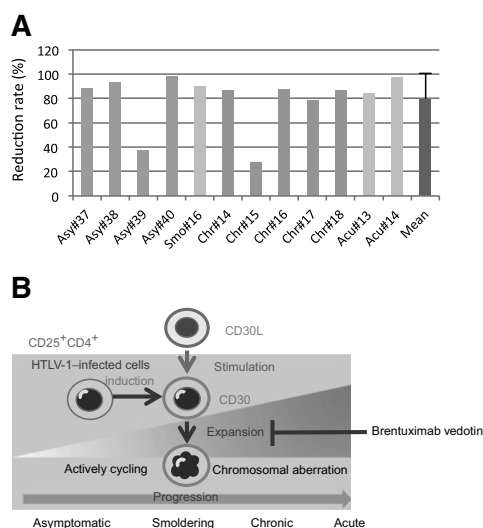 A
Reduction rate (%)
120
100
80
60
40
20
0
Asy#37
Asy#38
Asy#39
Asy#40
Smo#16
Chr#14
Chr#15
Chr#16
Chr#17
Chr#18
Acu#13
Acu#14
Mean
B
CD30L
CD25+CD4+
HTLV-1–infected cells
Stimulation
induction
CD30
Expansion
Brentuximab vedotin
Actively cycling
Chromosomal aberration
Progression
Asymptomatic Smoldering Chronic Acute